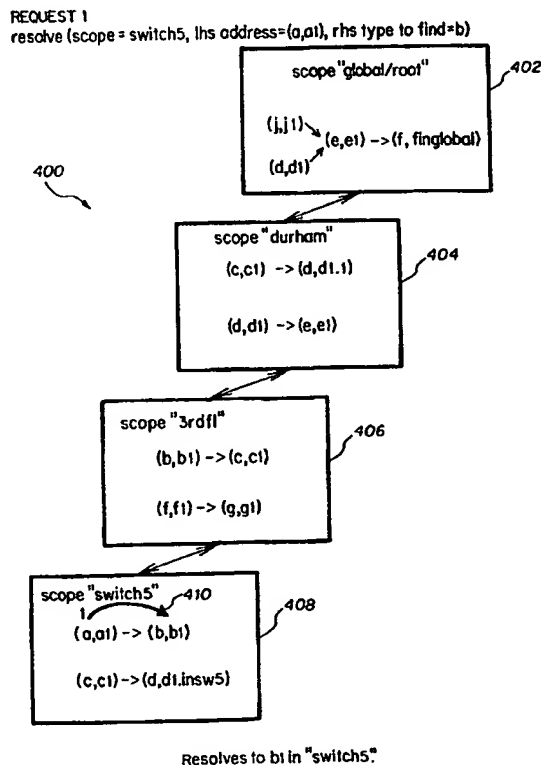 REQUEST 1
resolve (scope = switch5, lhs address=(a,a1), rhs type to find=b)
402
scope "global/root"
(j,j1)
(e,e1) -> (f, finglobal)
(d,d1)
400
scope "durham"
404
(c,c1) -> (d,d1.1)
(d,d1) -> (e,e1)
scope "3rdfl"
406
(b,b1) -> (c,c1)
(f,f1) -> (g,g1)
scope "switch5"
410
408
1
(a,a1) -> (b,b1)
(c,c1) -> (d,d1.insw5)
Resolves to b1 in "switch5."